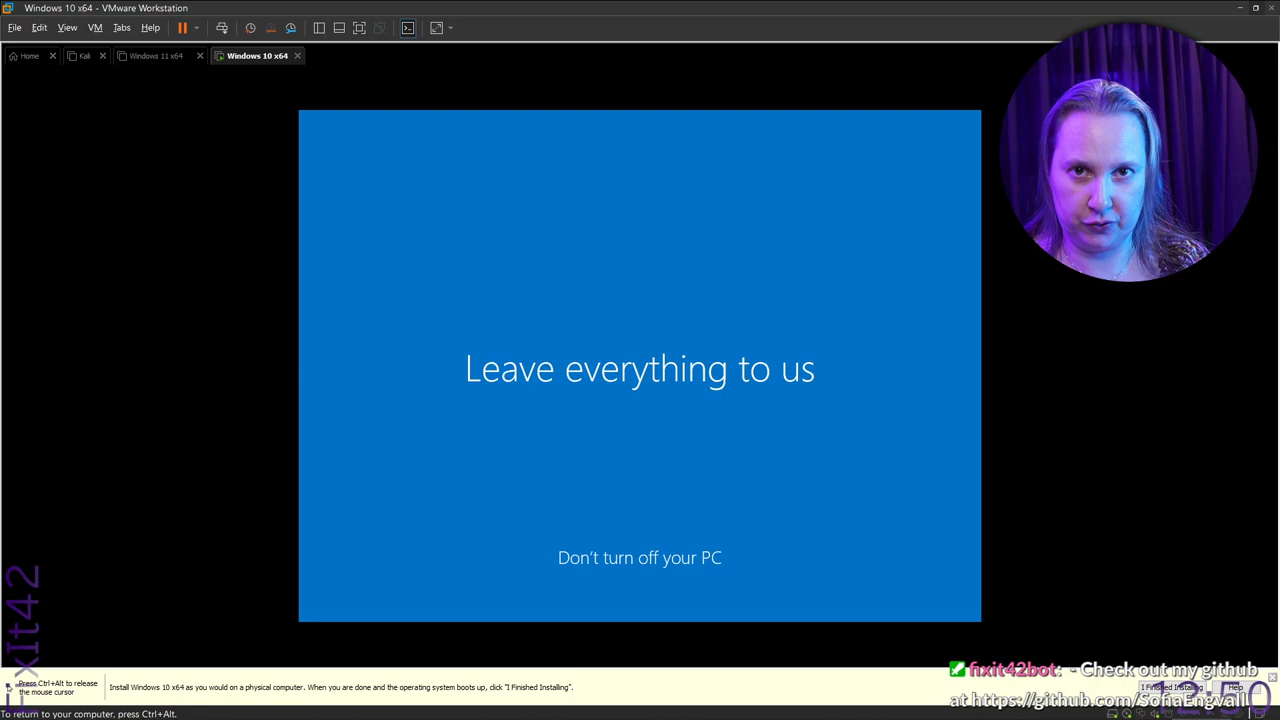 Windows 10 x64 - VMware Workstation
File Edit View VM Tabs Help
Home Kali Windows 11 x64 Windows 10 x64
Leave everything to us
Don't turn off your PC
FixIt42
Press Ctrl+Alt to release
the mouse cursor
Install Windows 10 x64 as you would on a physical computer. When you are done and the operating system boots up, click "I Finished Installing".
I Finished Installing Help
fixit42bot: - Check out my github
at https://github.com/SofiaEngvall
To return to your computer, press Ctrl+Alt.